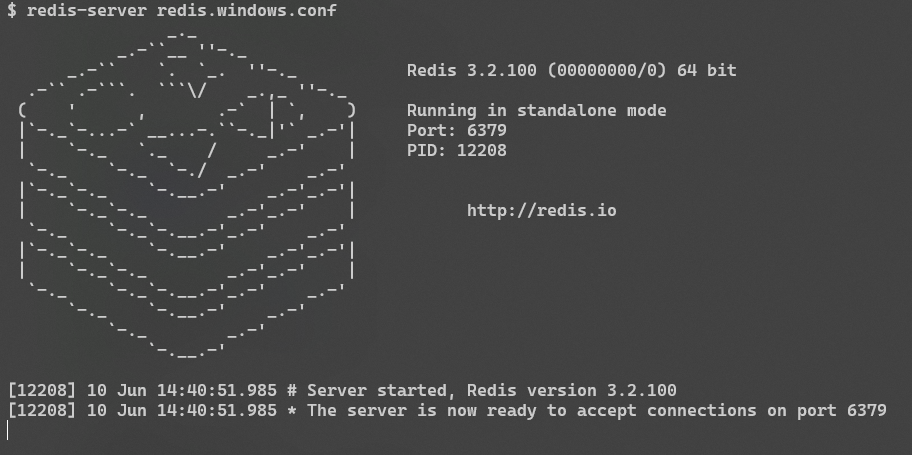 $ redis-server redis.windows.conf
Redis 3.2.100 (00000000/0) 64 bit
Running in standalone mode
Port: 6379
PID: 12208
http://redis.io
[12208] 10 Jun 14:40:51.985 # Server started, Redis version 3.2.100
[12208] 10 Jun 14:40:51.985 * The server is now ready to accept connections on port 6379